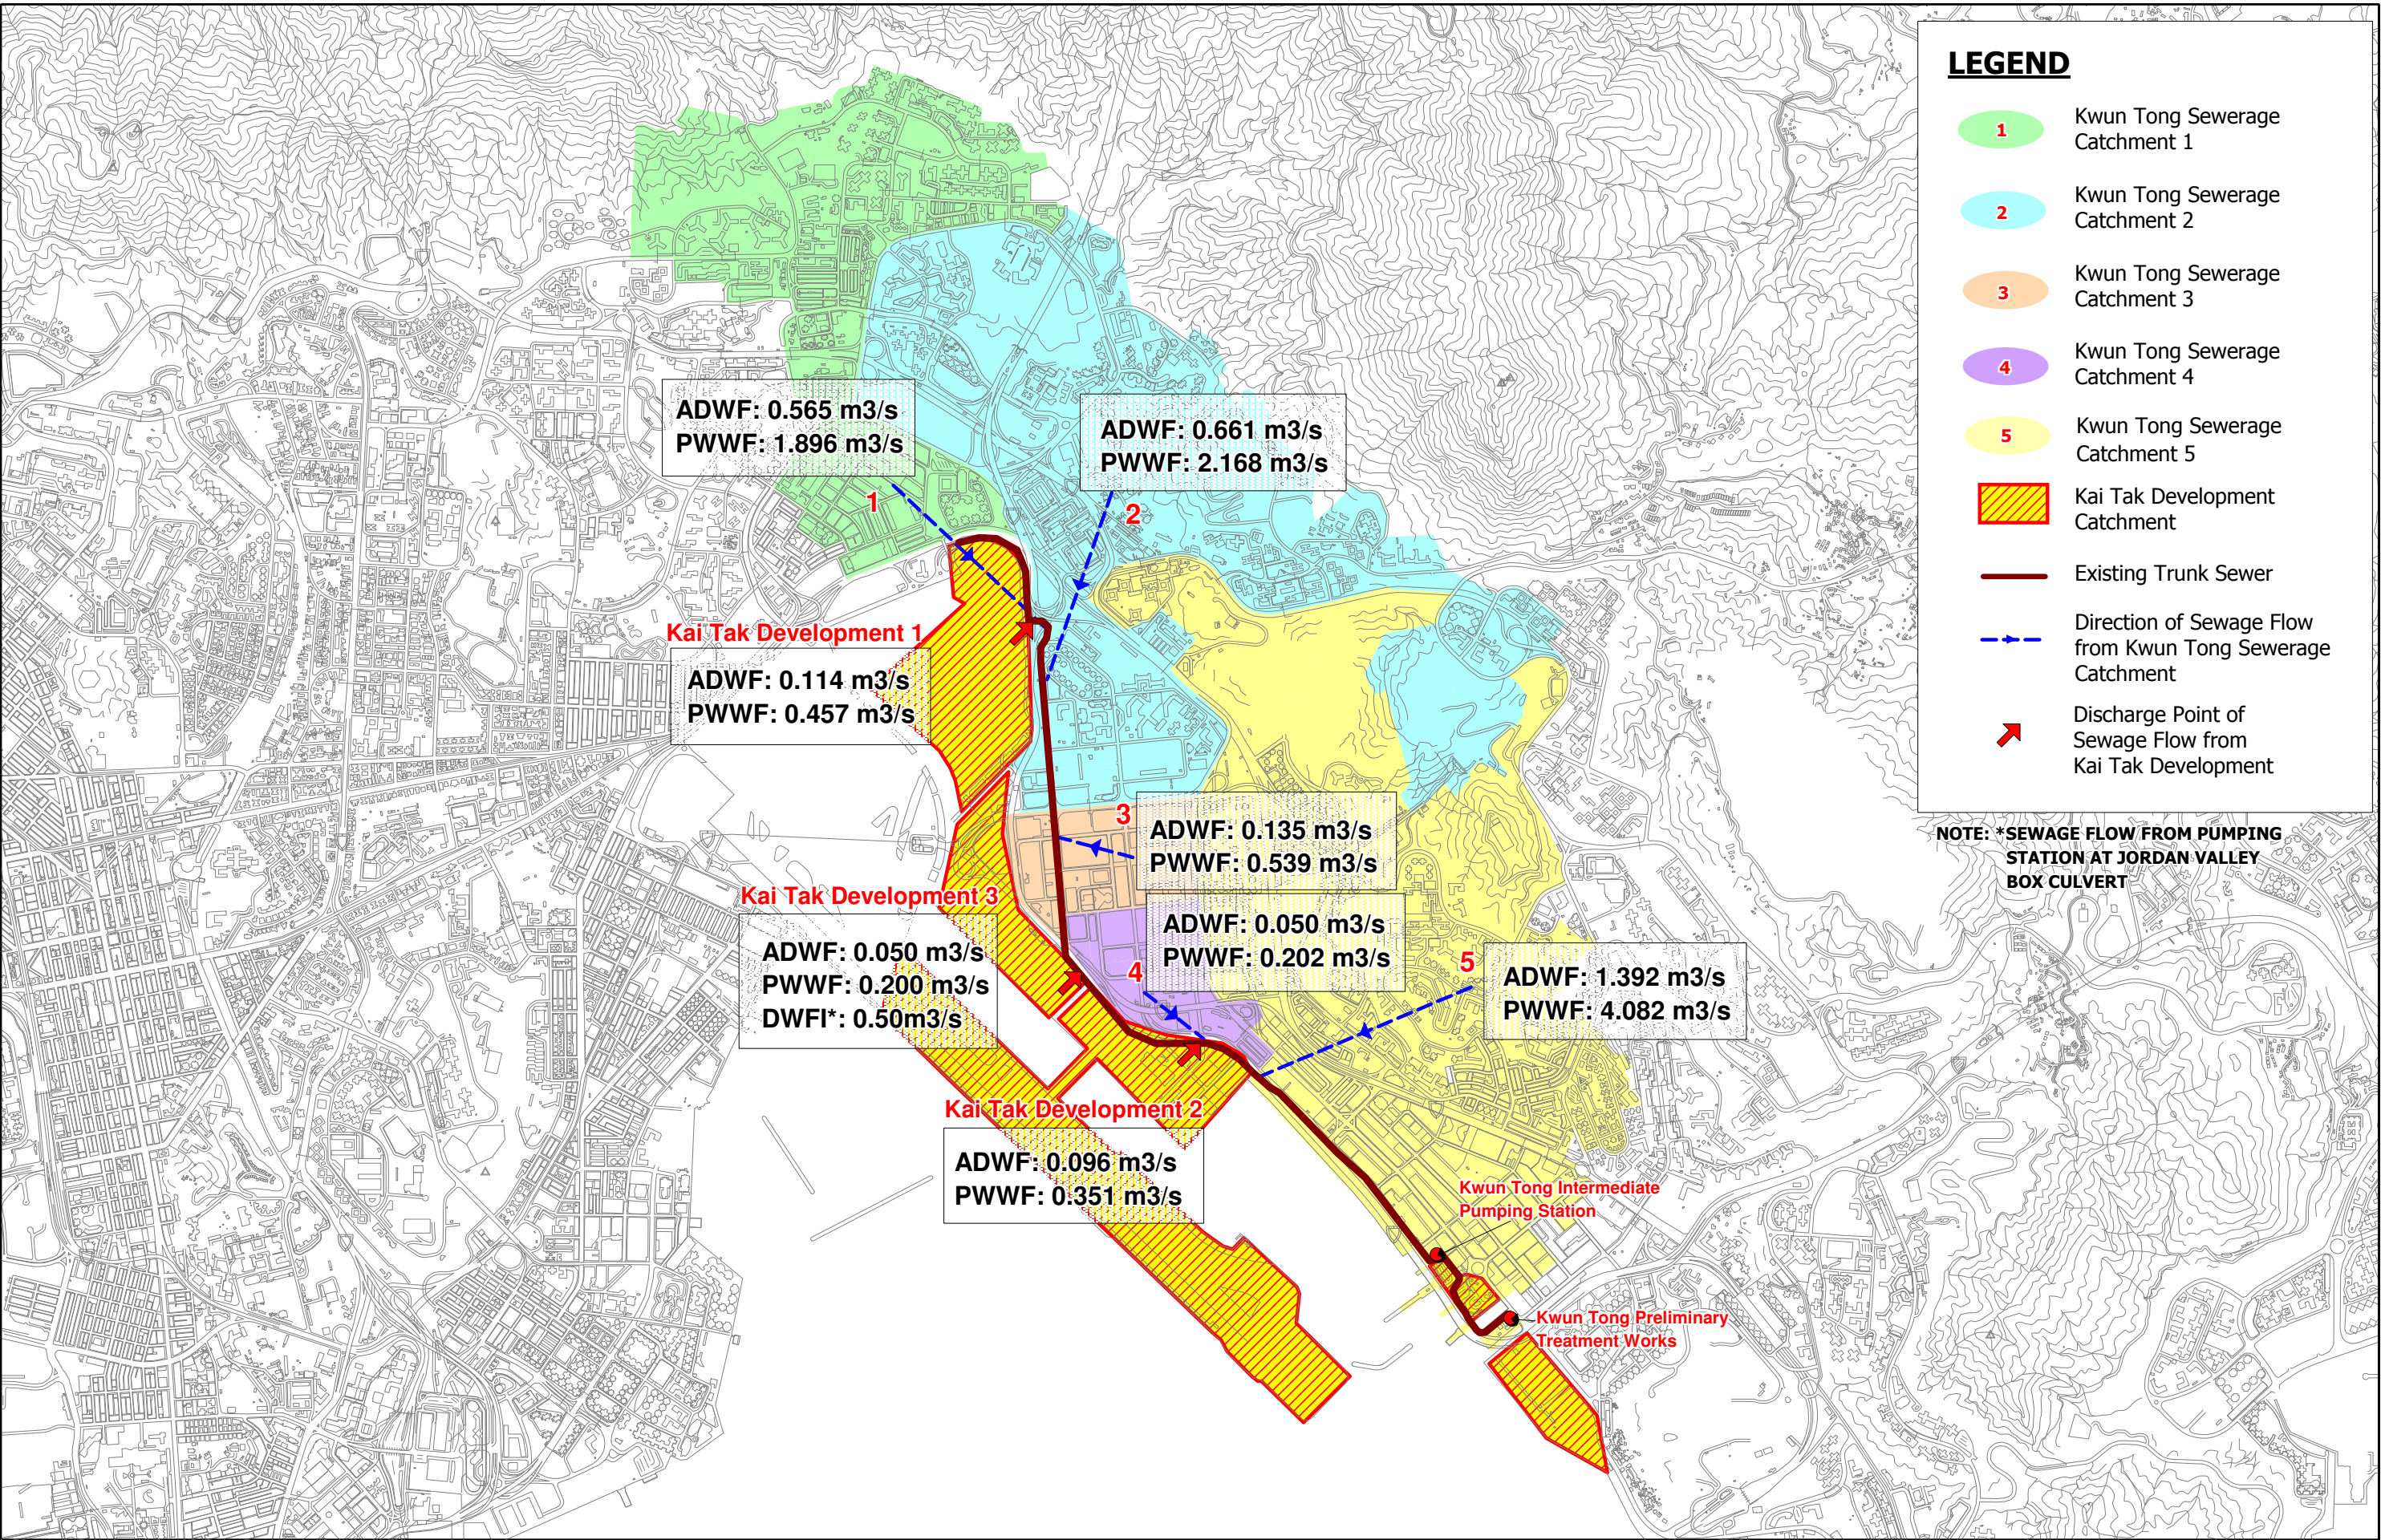 LEGEND
1
Kwun Tong Sewerage
Catchment 1
2
Kwun Tong Sewerage
Catchment 2
3
Kwun Tong Sewerage
Catchment 3
4
Kwun Tong Sewerage
Catchment 4
5
Kwun Tong Sewerage
Catchment 5
Kai Tak Development
Catchment
Existing Trunk Sewer
Direction of Sewage Flow
from Kwun Tong Sewerage
Catchment
Discharge Point of
Sewage Flow from
Kai Tak Development
NOTE: *SEWAGE FLOW FROM PUMPING
STATION AT JORDAN VALLEY
BOX CULVERT
ADWF: 0.565 m3/s
PWWF: 1.896 m3/s
1
ADWF: 0.661 m3/s
PWWF: 2.168 m3/s
2
Kai Tak Development 1
ADWF: 0.114 m3/s
PWWF: 0.457 m3/s
3
ADWF: 0.135 m3/s
PWWF: 0.539 m3/s
Kai Tak Development 3
ADWF: 0.050 m3/s
PWWF: 0.200 m3/s
DWFI*: 0.50m3/s
4
ADWF: 0.050 m3/s
PWWF: 0.202 m3/s
5
ADWF: 1.392 m3/s
PWWF: 4.082 m3/s
Kai Tak Development 2
ADWF: 0.096 m3/s
PWWF: 0.351 m3/s
Kwun Tong Intermediate
Pumping Station
Kwun Tong Preliminary
Treatment Works